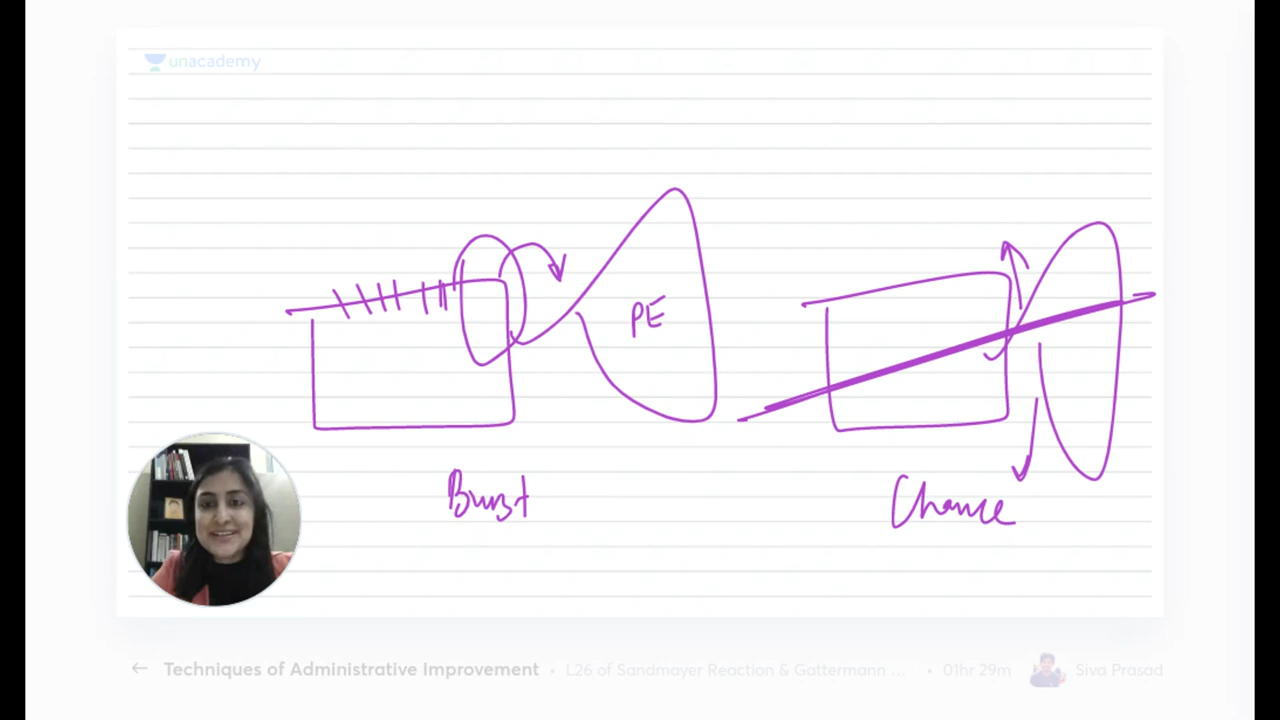 unacademy
PE
Burst
Chance
Techniques of Administrative Improvement • L26 of Sandmayer Reaction & Gattermann ... • 01hr 29m Siva Prasad